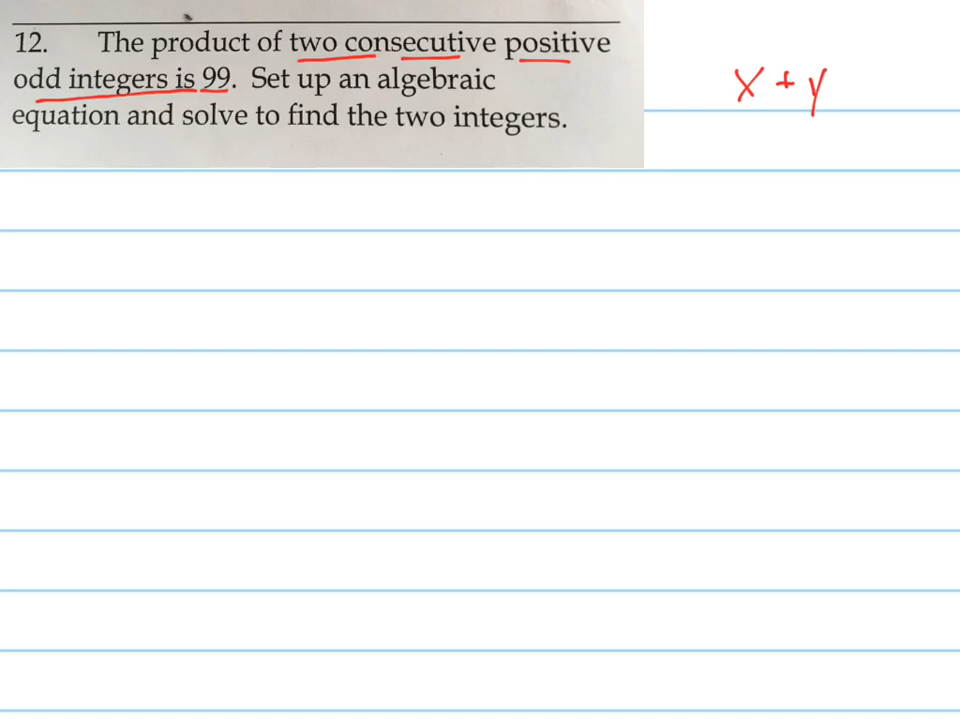 12. The product of two consecutive positive
odd integers is 99. Set up an algebraic
equation and solve to find the two integers.
x + y